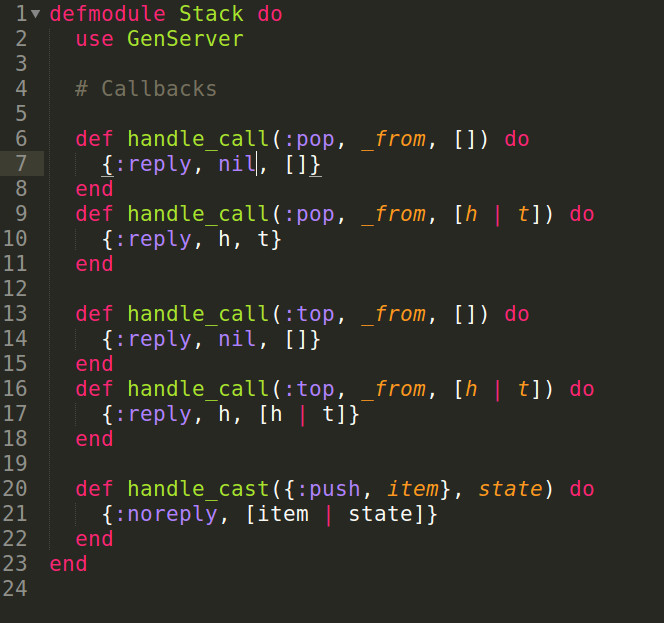 1 defmodule Stack do
2   use GenServer
3
4   # Callbacks
5
6   def handle_call(:pop, _from, []) do
7     {:reply, nil, []}
8   end
9   def handle_call(:pop, _from, [h | t]) do
10     {:reply, h, t}
11   end
12
13   def handle_call(:top, _from, []) do
14     {:reply, nil, []}
15   end
16   def handle_call(:top, _from, [h | t]) do
17     {:reply, h, [h | t]}
18   end
19
20   def handle_cast({:push, item}, state) do
21     {:noreply, [item | state]}
22   end
23 end
24